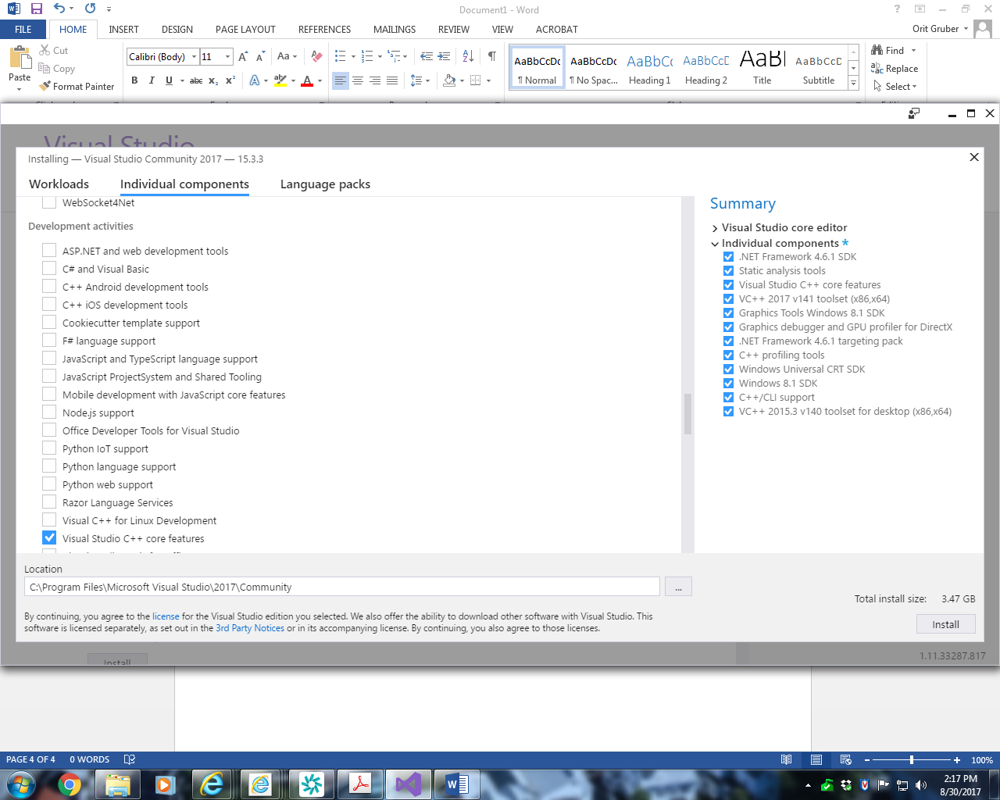 Document1 - Word
FILE
HOME
INSERT
DESIGN
PAGE LAYOUT
REFERENCES
MAILINGS
REVIEW
VIEW
ACROBAT
Orit Gruber
Paste
Cut
Copy
Format Painter
Calibri (Body)
11
AaBbCcDc
¶ Normal
AaBbCcDc
¶ No Spac...
AaBbCc
Heading 1
AaBbCcD
Heading 2
AaB
Title
AaBbCcD
Subtitle
Find
Replace
Select
Visual Studio
Installing — Visual Studio Community 2017 — 15.3.3
Workloads
Individual components
Language packs
WebSocket4Net
Development activities
ASP.NET and web development tools
C# and Visual Basic
C++ Android development tools
C++ iOS development tools
Cookiecutter template support
F# language support
JavaScript and TypeScript language support
JavaScript ProjectSystem and Shared Tooling
Mobile development with JavaScript core features
Node.js support
Office Developer Tools for Visual Studio
Python IoT support
Python language support
Python web support
Razor Language Services
Visual C++ for Linux Development
Visual Studio C++ core features
Summary
Visual Studio core editor
Individual components *
.NET Framework 4.6.1 SDK
Static analysis tools
Visual Studio C++ core features
VC++ 2017 v141 toolset (x86,x64)
Graphics Tools Windows 8.1 SDK
Graphics debugger and GPU profiler for DirectX
.NET Framework 4.6.1 targeting pack
C++ profiling tools
Windows Universal CRT SDK
Windows 8.1 SDK
C++/CLI support
VC++ 2015.3 v140 toolset for desktop (x86,x64)
Location
C:\Program Files\Microsoft Visual Studio\2017\Community
...
Total install size: 3.47 GB
By continuing, you agree to the license for the Visual Studio edition you selected. We also offer the ability to download other software with Visual Studio. This
software is licensed separately, as set out in the 3rd Party Notices or in its accompanying license. By continuing, you also agree to those licenses.
Install
Install
1.11.33287.817
PAGE 4 OF 4
0 WORDS
100%
2:17 PM
8/30/2017